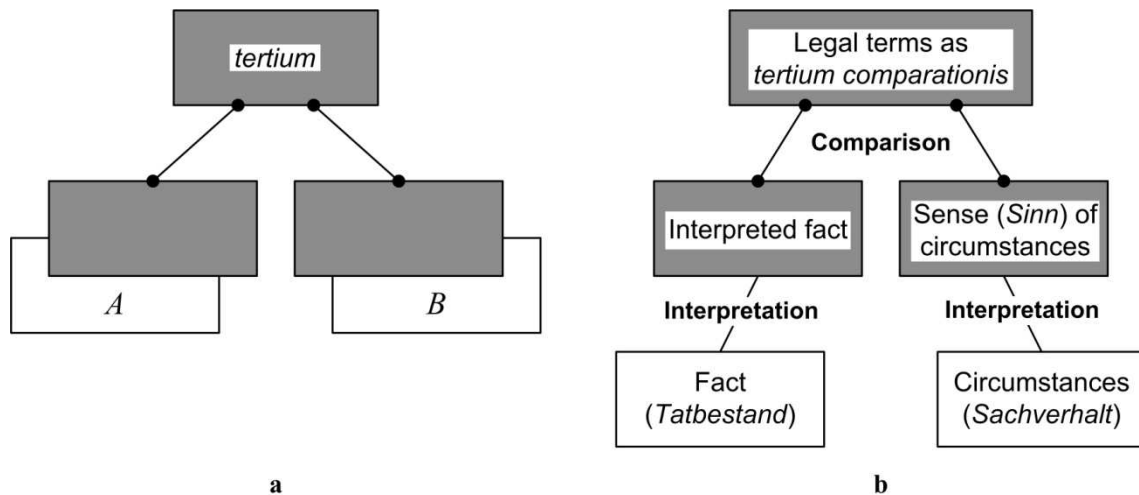 tertium
A
B
a
Legal terms as
tertium comparationis
Comparison
Interpreted fact
Sense (Sinn) of
circumstances
Interpretation
Interpretation
Fact
(Tatbestand)
Circumstances
(Sachverhalt)
b